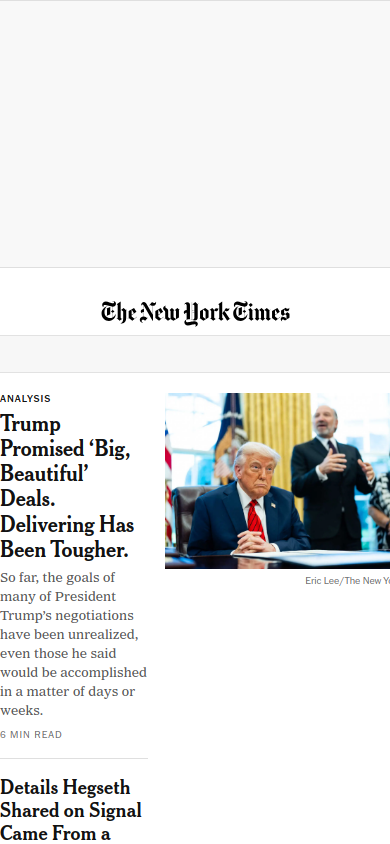 The New York Times
ANALYSIS
Trump
Promised ‘Big,
Beautiful’
Deals.
Delivering Has
Been Tougher.
So far, the goals of
many of President
Trump’s negotiations
have been unrealized,
even those he said
would be accomplished
in a matter of days or
weeks.
6 MIN READ
Eric Lee/The New Yo
Details Hegseth
Shared on Signal
Came From a